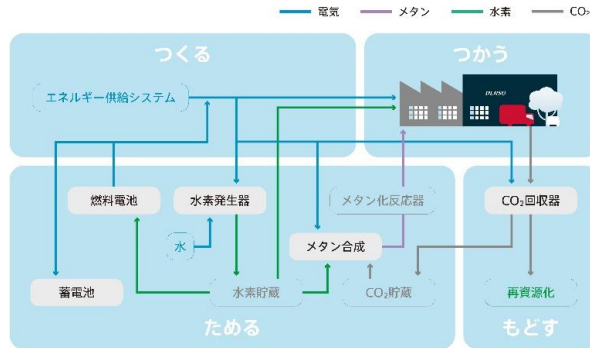 電気 メタン 水素 CO₂
つくる つかう
エネルギー供給システム
DENSO
燃料電池 水素発生器 メタン化反応器 CO₂回収器
水 メタン合成
蓄電池 水素貯蔵 CO₂貯蔵 再資源化
ためる もどす